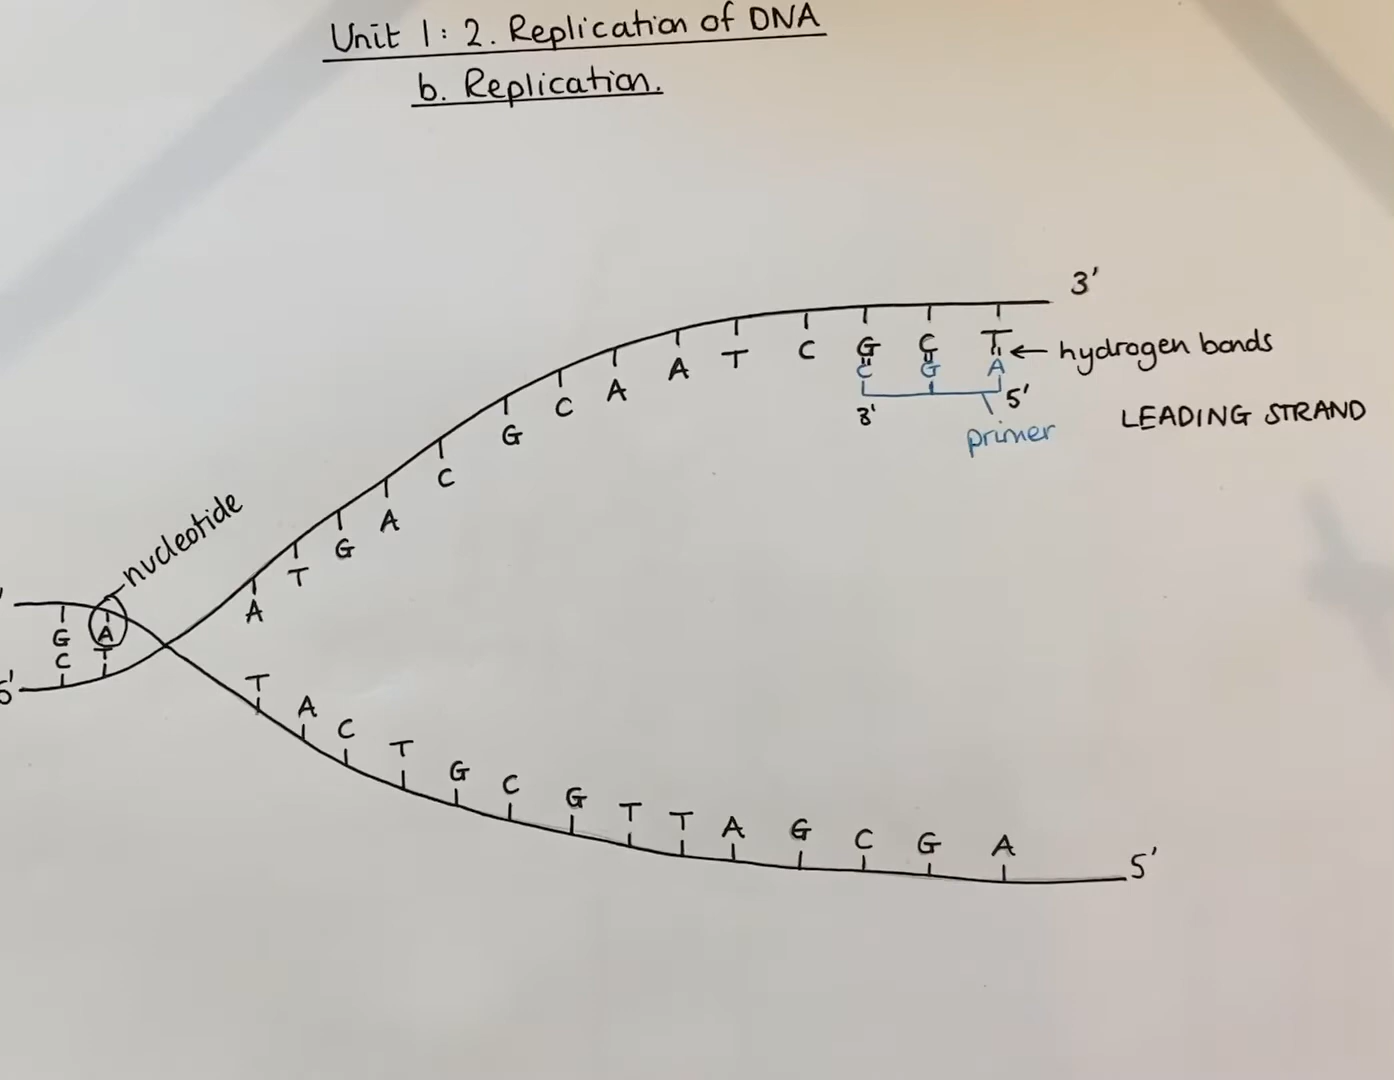 Unit 1: 2. Replication of DNA
b. Replication.
3'
C A A T C G C T ← hydrogen bonds
C G A
3' 5'
primer
LEADING STRAND
A T G A C G
nucleotide
G A
C T
5'
T A C T G C G T T A G C G A
5'